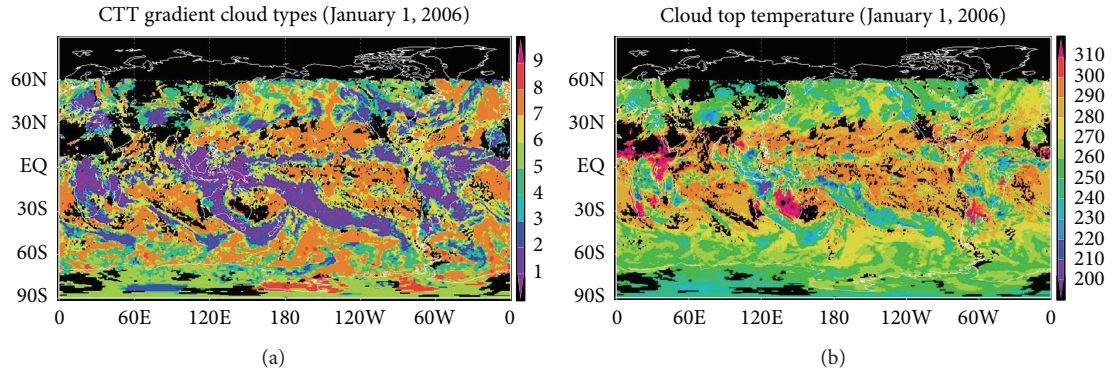 CTT gradient cloud types (January 1, 2006)
60N
30N
EQ
30S
60S
90S
0 60E 120E 180E 120W 60W 0
9
8
7
6
5
4
3
2
1
(a)
Cloud top temperature (January 1, 2006)
60N
30N
EQ
30S
60S
90S
0 60E 120E 180E 120W 60W 0
310
300
290
280
270
260
250
240
230
220
210
200
(b)